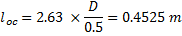 l_oc = 2.63 × D/0.5 = 0.4525 m